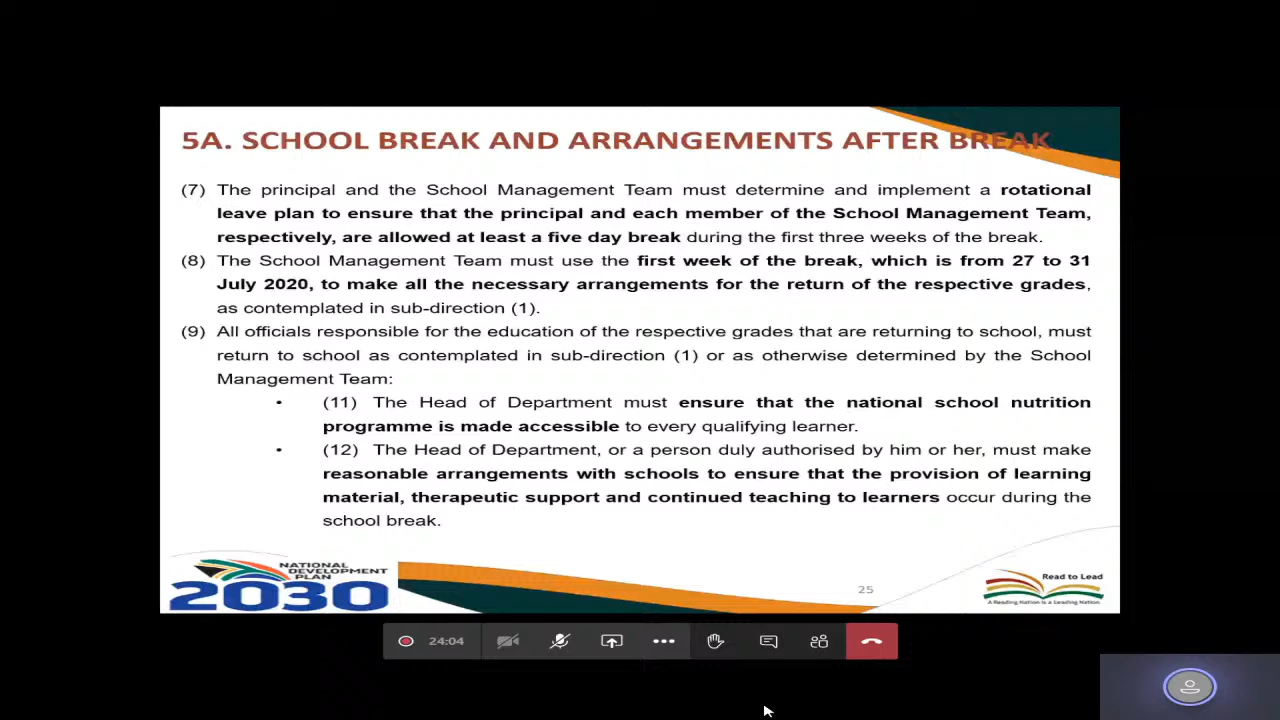 5A. SCHOOL BREAK AND ARRANGEMENTS AFTER BREAK
(7) The principal and the School Management Team must determine and implement a rotational
leave plan to ensure that the principal and each member of the School Management Team,
respectively, are allowed at least a five day break during the first three weeks of the break.
(8) The School Management Team must use the first week of the break, which is from 27 to 31
July 2020, to make all the necessary arrangements for the return of the respective grades,
as contemplated in sub-direction (1).
(9) All officials responsible for the education of the respective grades that are returning to school, must
return to school as contemplated in sub-direction (1) or as otherwise determined by the School
Management Team:
• (11) The Head of Department must ensure that the national school nutrition
programme is made accessible to every qualifying learner.
• (12) The Head of Department, or a person duly authorised by him or her, must make
reasonable arrangements with schools to ensure that the provision of learning
material, therapeutic support and continued teaching to learners occur during the
school break.
NATIONAL
DEVELOPMENT
PLAN
2030
25
Read to Lead
A Reading Nation is a Leading Nation
24:04